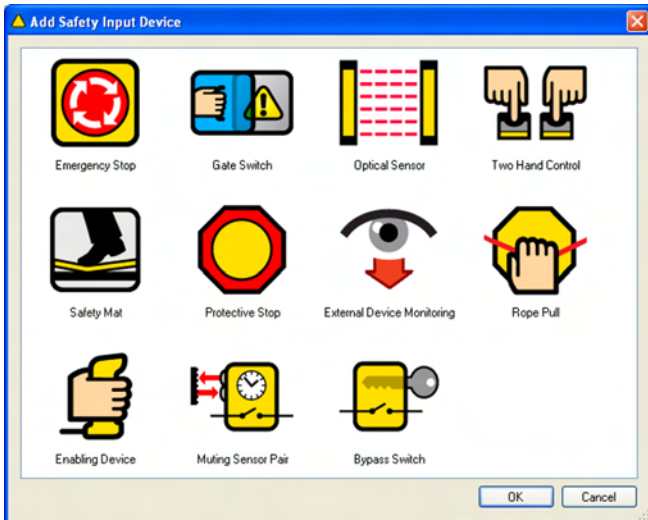 Add Safety Input Device
Emergency Stop
Gate Switch
Optical Sensor
Two Hand Control
Safety Mat
Protective Stop
External Device Monitoring
Rope Pull
Enabling Device
Muting Sensor Pair
Bypass Switch
OK
Cancel